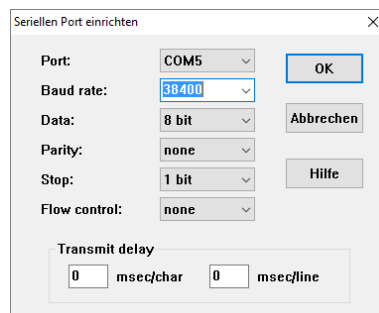 Seriellen Port einrichten
Port: COM5
OK
Baud rate: 38400
Data: 8 bit
Abbrechen
Parity: none
Stop: 1 bit
Hilfe
Flow control: none
Transmit delay
0 msec/char 0 msec/line